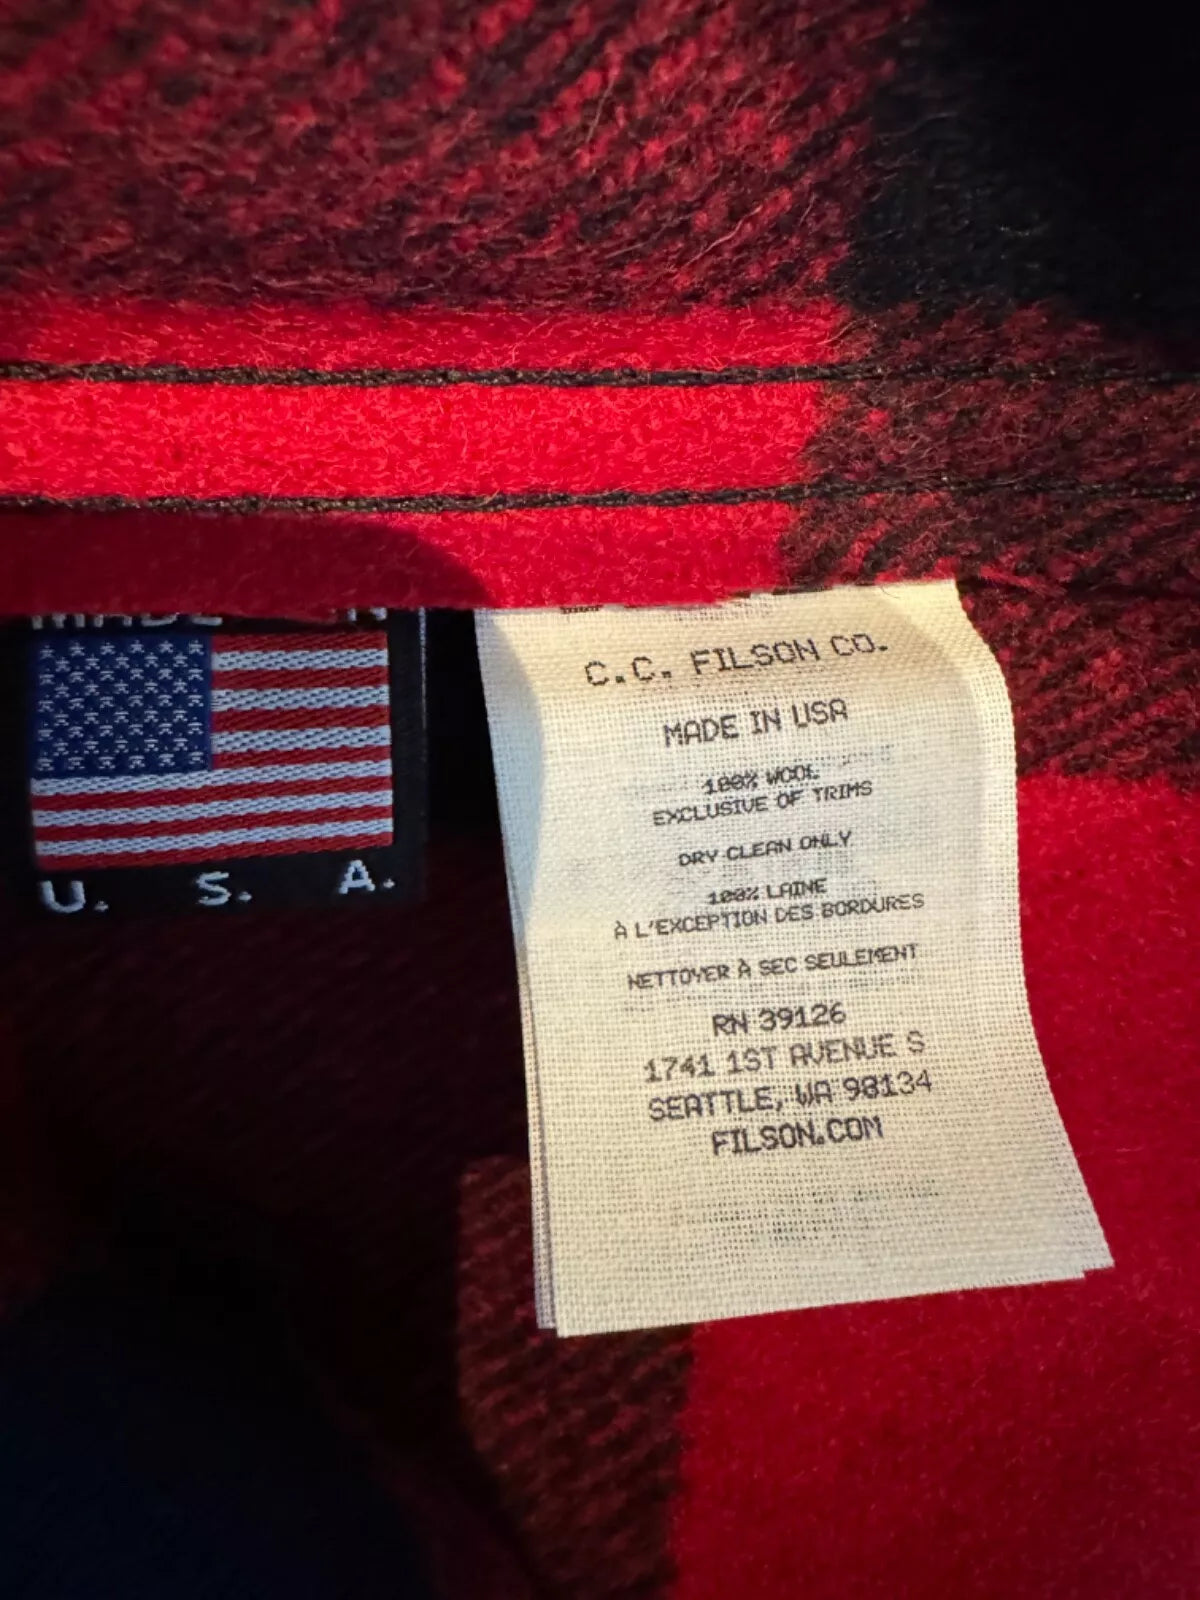 U. S. A.
C.C. FILSON CO.
MADE IN USA
100% WOOL
EXCLUSIVE OF TRIMS
DRY CLEAN ONLY
100% LAINE
À L'EXCEPTION DES BORDURES
NETTOYER À SEC SEULEMENT
RN 39126
1741 1ST AVENUE S
SEATTLE, WA 98134
FILSON.COM